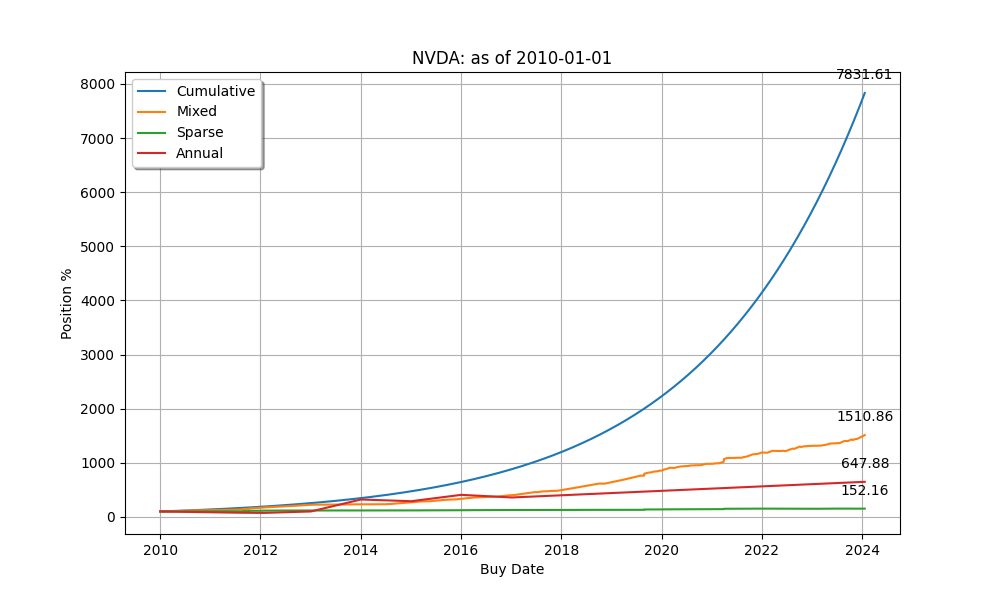 NVDA: as of 2010-01-01
7831.61
Cumulative
Mixed
Sparse
Annual
8000
7000
6000
5000
4000
3000
2000
1000
0
1510.86
647.88
152.16
Position %
2010 2012 2014 2016 2018 2020 2022 2024
Buy Date